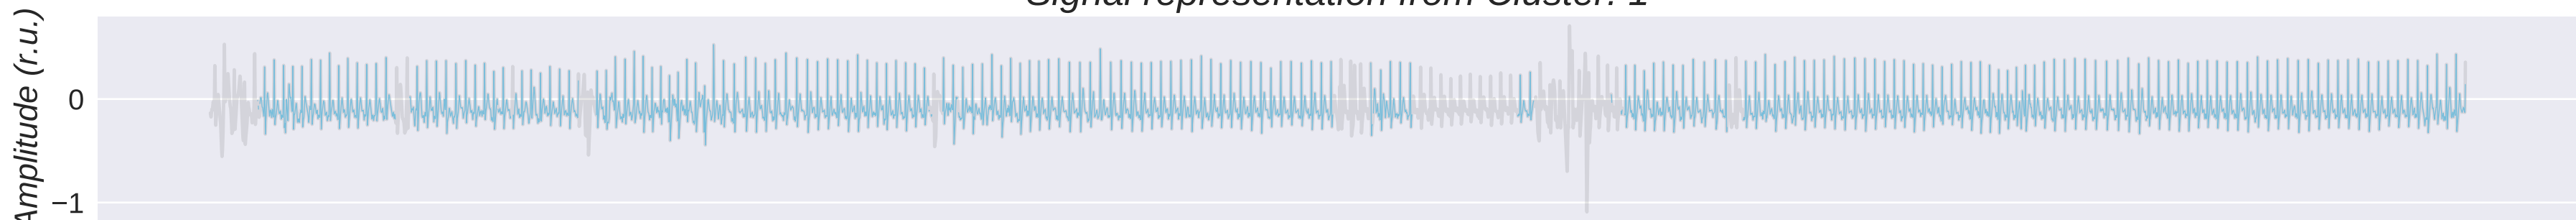 Signal representation from Cluster: 1
Amplitude (r.u.)
0
−1